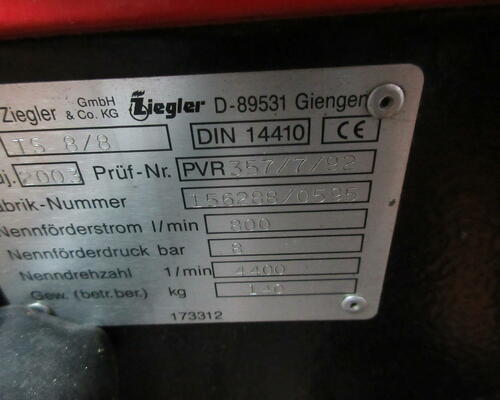 Ziegler GmbH & Co. KG Ziegler D-89531 Giengen
TS 8/8 DIN 14410 CE
j. 2003 Prüf-Nr. PVR 357/7/92
abrik-Nummer 156288/0595
Nennförderstrom l/min 800
Nennförderdruck bar 8
Nenndrehzahl 1/min 4400
Gew. (betr.ber.) kg 140
173312